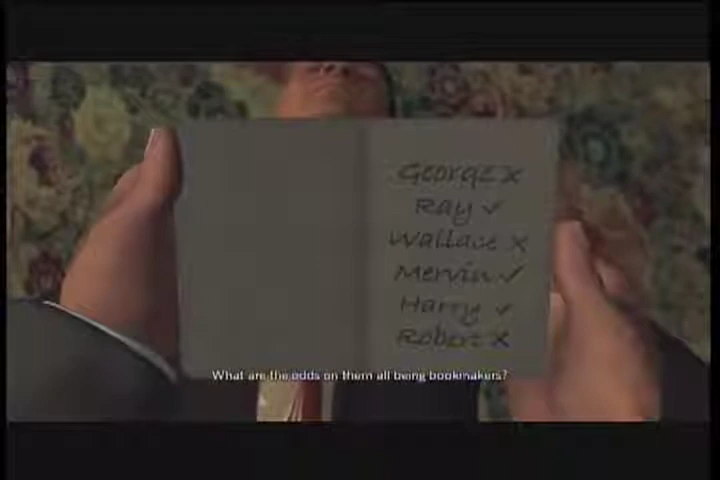 George x
Ray ✓
Wallace x
Mervin ✓
Harry ✓
Robert x
What are the odds on them all being bookmakers?